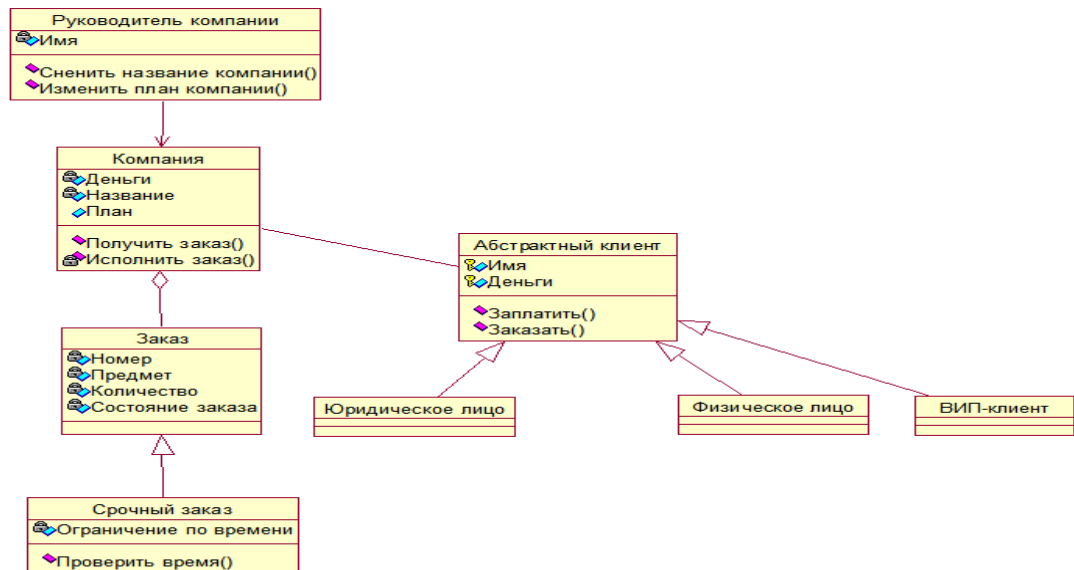 Руководитель компании
Имя
Сненить название компании()
Изменить план компании()
Компания
Деньги
Название
План
Получить заказ()
Исполнить заказ()
Абстрактный клиент
Имя
Деньги
Заплатить()
Заказать()
Заказ
Номер
Предмет
Количество
Состояние заказа
Юридическое лицо
Физическое лицо
ВИП-клиент
Срочный заказ
Ограничение по времени
Проверить время()